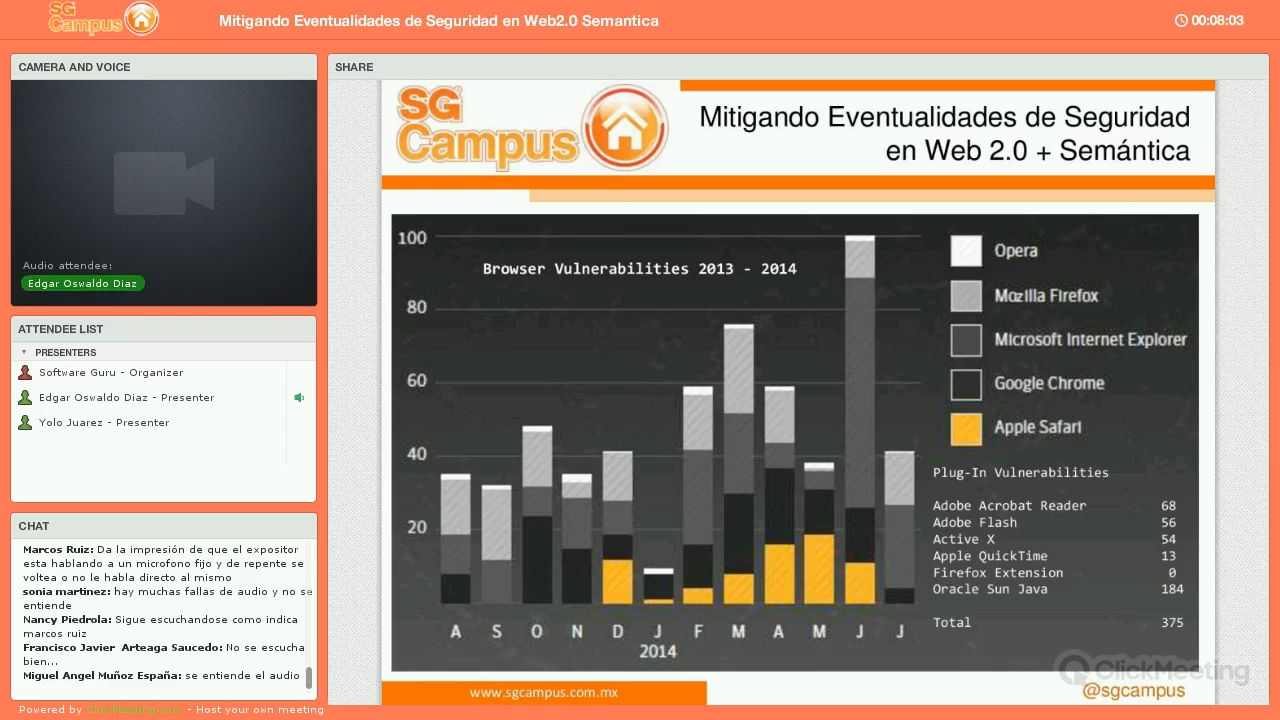 SG
Campus
Mitigando Eventualidades de Seguridad en Web2.0 Semantica
00:08:03
CAMERA AND VOICE
Audio attendee:
Edgar Oswaldo Diaz
ATTENDEE LIST
PRESENTERS
Software Guru - Organizer
Edgar Oswaldo Diaz - Presenter
Yolo Juarez - Presenter
CHAT
Marcos Ruiz: Da la impresión de que el expositor
esta hablando a un microfono fijo y de repente se
voltea o no le habla directo al mismo
sonia martinez: hay muchas fallas de audio y no se
entiende
Nancy Piedrola: Sigue escuchandose como indica
marcos ruiz
Francisco Javier Arteaga Saucedo: No se escucha
bien...
Miguel Angel Muñoz España: se entiende el audio
Powered by ClickMeeting.com - Host your own meeting
SHARE
SG
Campus
Mitigando Eventualidades de Seguridad
en Web 2.0 + Semántica
Browser Vulnerabilities 2013 - 2014
100
80
60
40
20
A S O N D J F M A M J J
2014
Opera
Mozilla Firefox
Microsoft Internet Explorer
Google Chrome
Apple Safari
Plug-In Vulnerabilities
Adobe Acrobat Reader 68
Adobe Flash 56
Active X 54
Apple QuickTime 13
Firefox Extension 0
Oracle Sun Java 184
Total 375
ClickMeeting
www.sgcampus.com.mx
@sgcampus